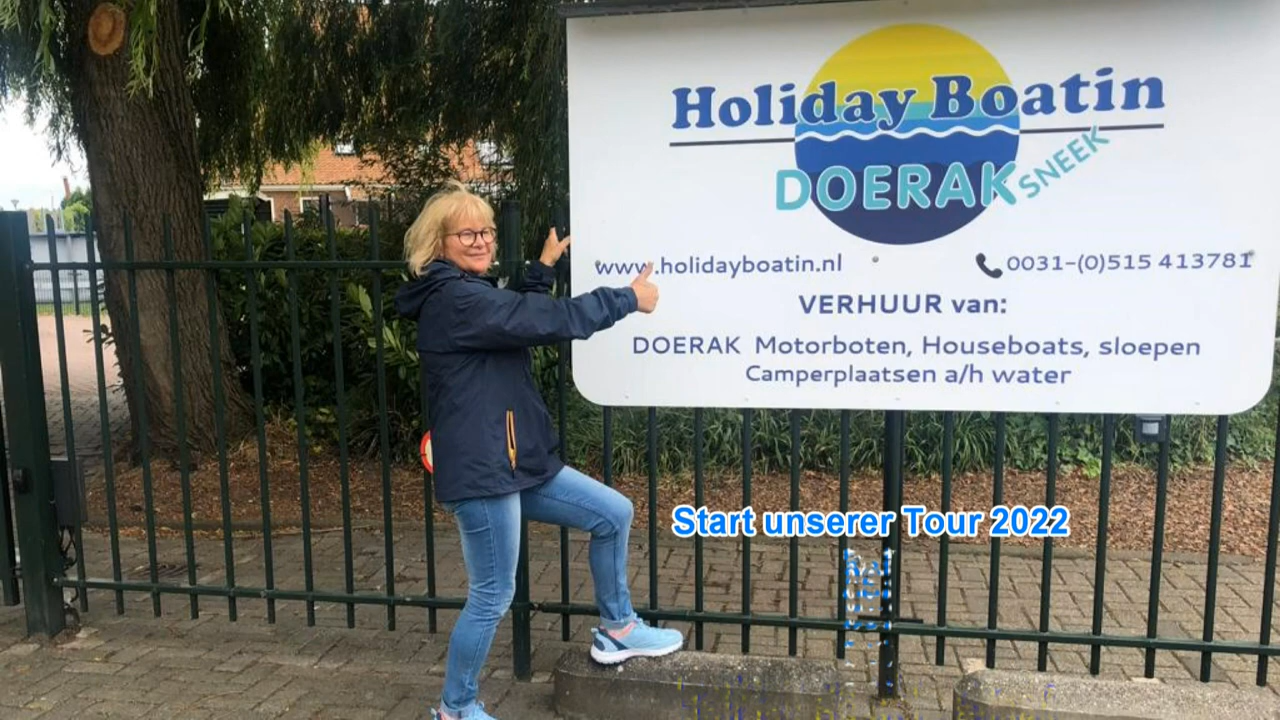 Holiday Boatin
DOERAK SNEEK
www.holidayboatin.nl 0031-(0)515 413781
VERHUUR van:
DOERAK Motorboten, Houseboats, sloepen
Camperplaatsen a/h water
Start unserer Tour 2022